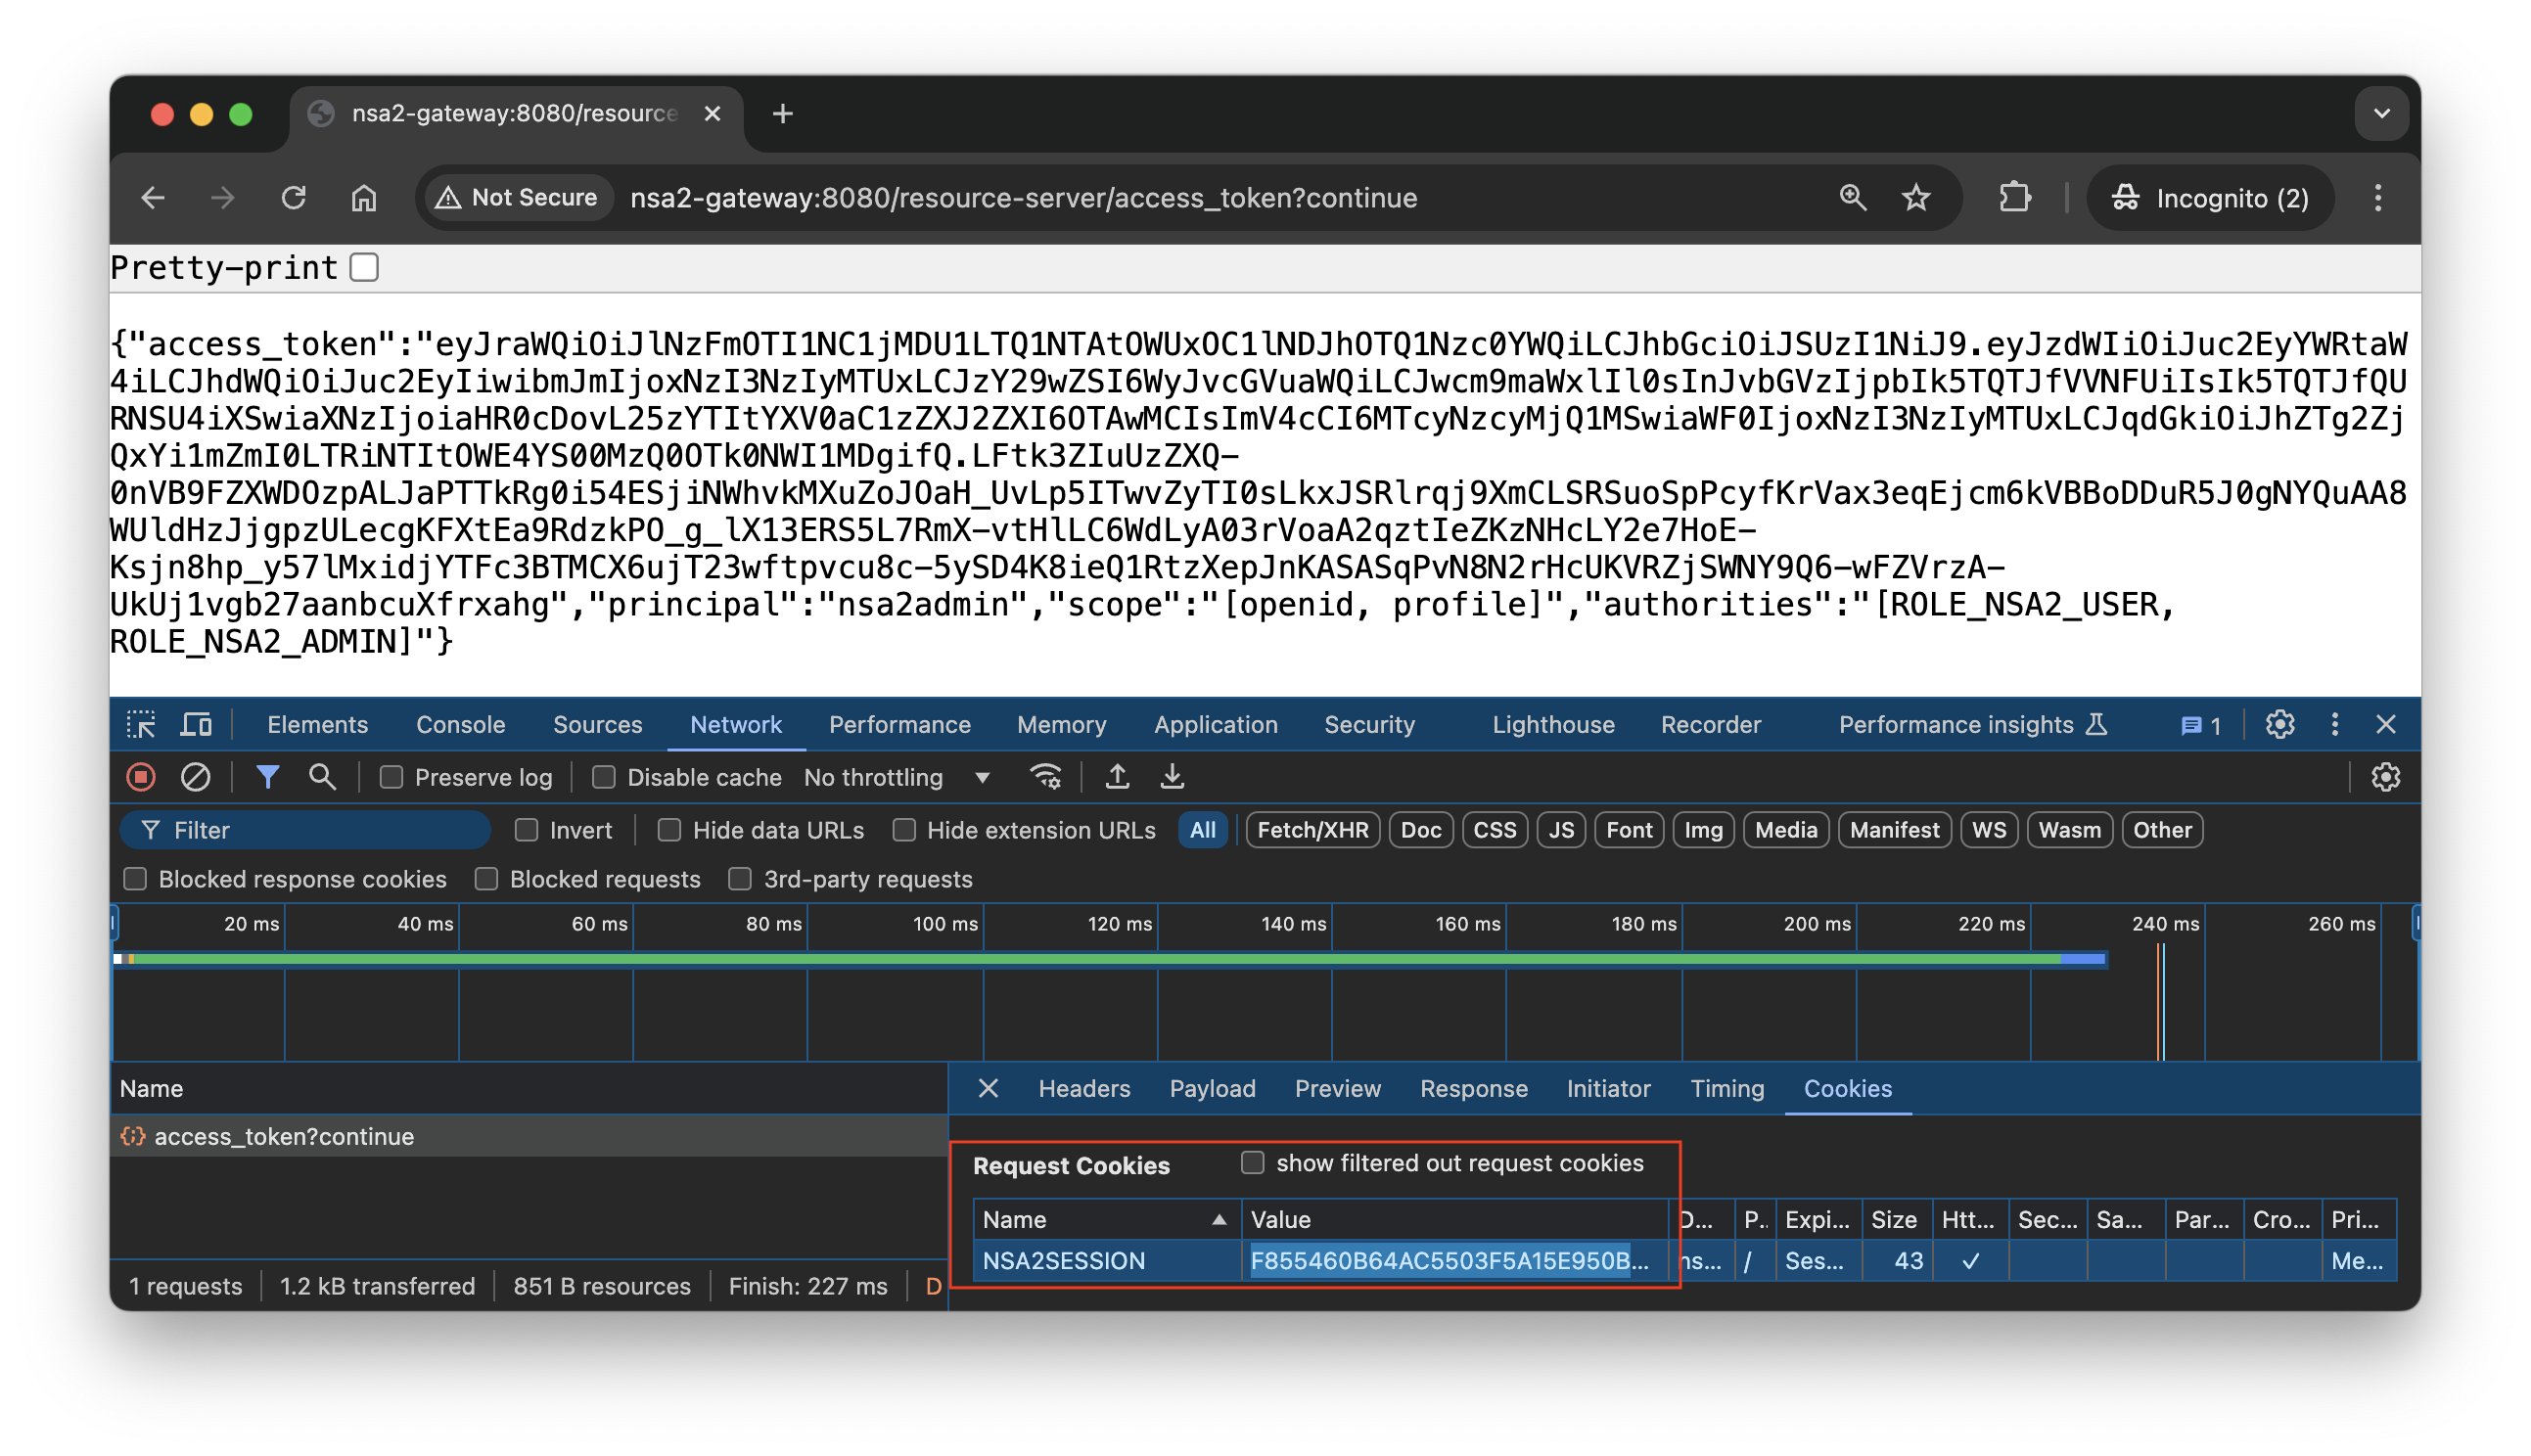 nsa2-gateway:8080/resource
Not Secure
nsa2-gateway:8080/resource-server/access_token?continue
Incognito (2)
Pretty-print
{"access_token":"eyJraWQiOiJlNzFmOTI1NC1jMDU1LTQ1NTAtOWUxOC1lNDJhOTQ1Nzc0YWQiLCJhbGciOiJSUzI1NiJ9.eyJzdWIiOiJuc2EyYWRtaW
4iLCJhdWQiOiJuc2EyIiwibmJmIjoxNzI3NzIyMTUxLCJzY29wZSI6WyJvcGVuaWQiLCJwcm9maWxlIl0sInJvbGVzIjpbIk5TQTJfVVNFUiIsIk5TQTJfQU
RNSU4iXSwiaXNzIjoiaHR0cDovL25zYTItYXV0aC1zZXJ2ZXI6OTAwMCIsImV4cCI6MTcyNzcyMjQ1MSwiaWF0IjoxNzI3NzIyMTUxLCJqdGkiOiJhZTg2Zj
QxYi1mZmI0LTRiNTItOWE4YS00MzQ0OTk0NWI1MDgifQ.LFtk3ZIuUzZXQ-
0nVB9FZXWDOzpALJaPTTkRg0i54ESjiNWhvkMXuZoJOaH_UvLp5ITwvZyTI0sLkxJSRlrqj9XmCLSRSuoSpPcyfKrVax3eqEjcm6kVBBoDDuR5J0gNYQuAA8
WUldHzJjgpzULecgKFXtEa9RdzkPO_g_lX13ERS5L7RmX-vtHlLC6WdLyA03rVoaA2qztIeZKzNHcLY2e7HoE-
Ksjn8hp_y57lMxidjYTFc3BTMCX6ujT23wftpvcu8c-5ySD4K8ieQ1RtzXepJnKASASqPvN8N2rHcUKVRZjSWNY9Q6-wFZVrzA-
UkUj1vgb27aanbcuXfrxahg","principal":"nsa2admin","scope":"[openid, profile]","authorities":"[ROLE_NSA2_USER,
ROLE_NSA2_ADMIN]"}
Elements Console Sources Network Performance Memory Application Security Lighthouse Recorder Performance insights 1
Preserve log Disable cache No throttling
Filter Invert Hide data URLs Hide extension URLs All Fetch/XHR Doc CSS JS Font Img Media Manifest WS Wasm Other
Blocked response cookies Blocked requests 3rd-party requests
20 ms 40 ms 60 ms 80 ms 100 ms 120 ms 140 ms 160 ms 180 ms 200 ms 220 ms 240 ms 260 ms
Name Headers Payload Preview Response Initiator Timing Cookies
access_token?continue
Request Cookies show filtered out request cookies
Name Value D... P.. Expi... Size Htt... Sec... Sa... Par... Cro... Pri...
NSA2SESSION F855460B64AC5503F5A15E950B... ns... / Ses... 43 ✓ Me...
1 requests 1.2 kB transferred 851 B resources Finish: 227 ms D